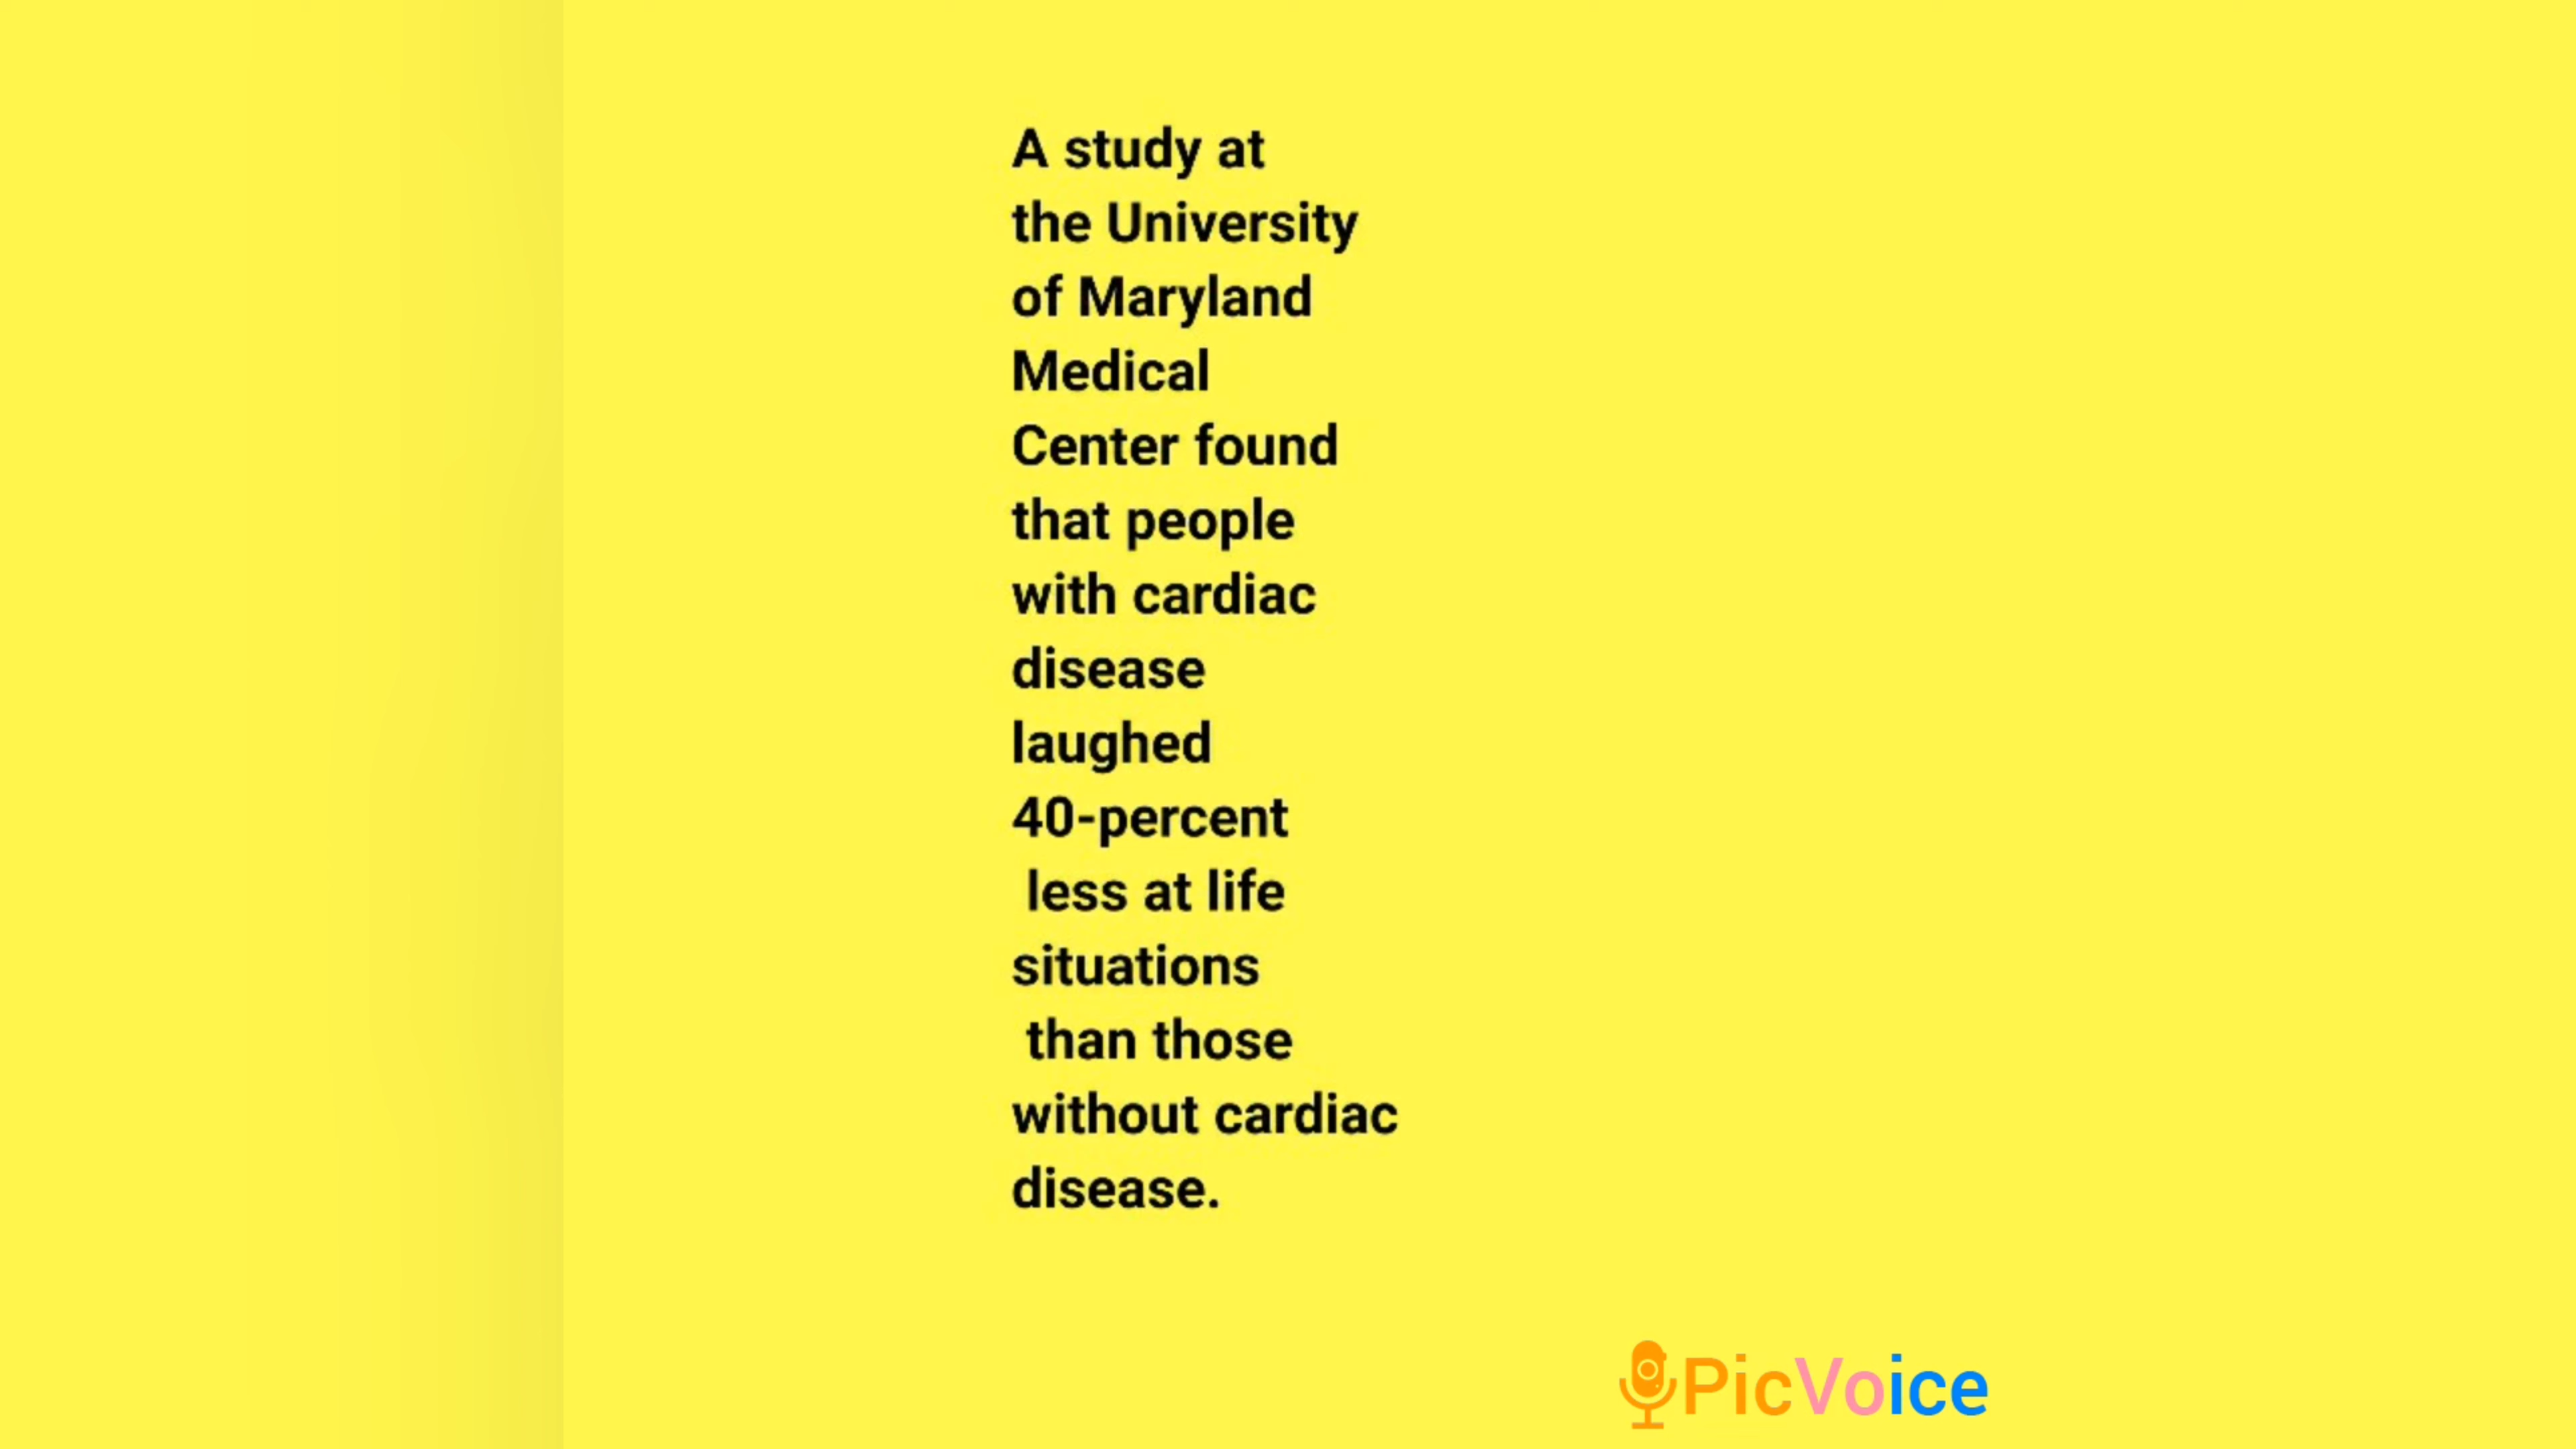 A study at
the University
of Maryland
Medical
Center found
that people
with cardiac
disease
laughed
40-percent
less at life
situations
than those
without cardiac
disease.
PicVoice